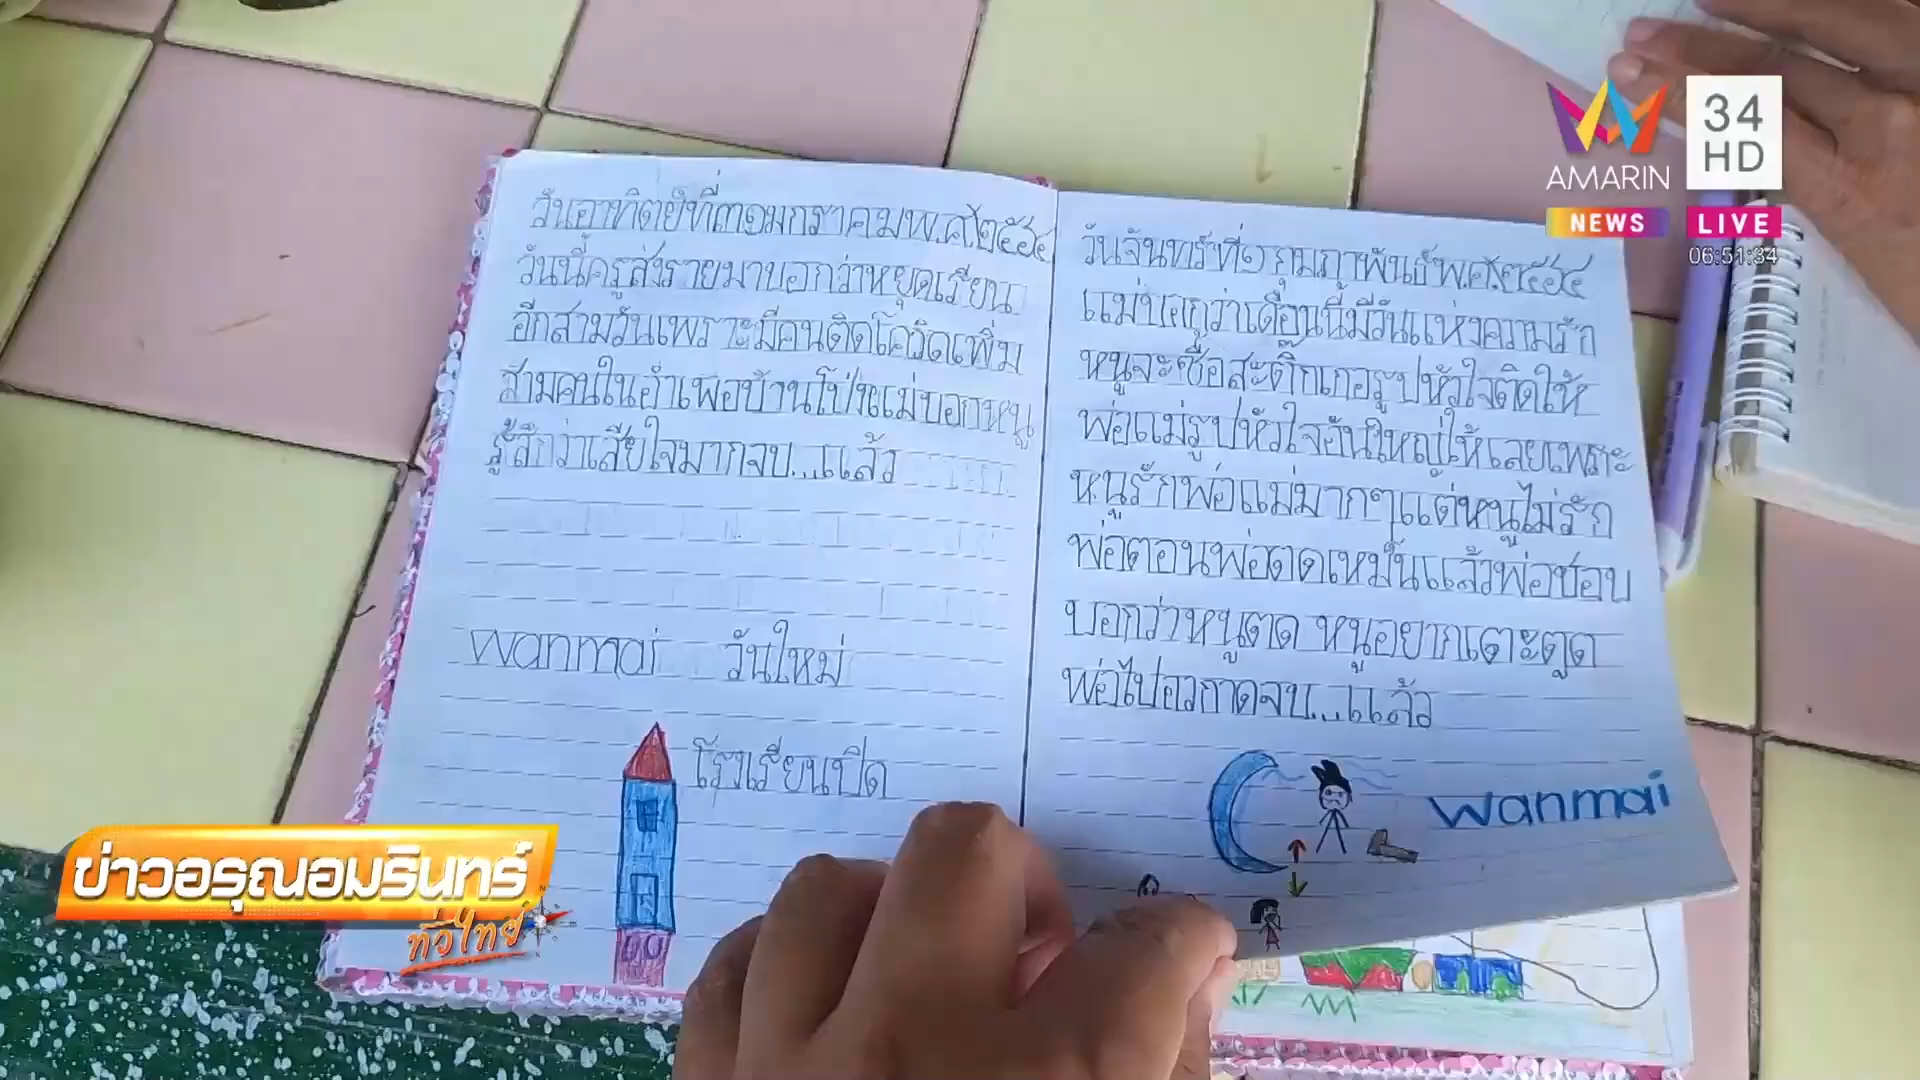 วันอาทิตย์ที่๓๑มกราคมพ.ศ๒๕๖๔
วันนี้ครูส่งรายมาบอกว่าหยุดเรียน
อีกสามวันเพราะมีคนติดโควิดเพิ่ม
สามคนในอำเพอบ้านโป่งแม่บอกหนู
รู้สึกว่าเสียใจมากจบ...แล้ว
wanmai วันใหม่
โรงเรียนปิด
วันจันทร์ที่๑กุมภาพันธ์พ.ศ.๒๕๖๔
แม่บอกว่าเดือนนี้มีวันแห่งความรัก
หนูจะซื้อสะติ๊กเกอรูปหัวใจติดให้
พ่อแม่รูปหัวใจอันใหญ่ให้เลยเพราะ
หนูรักพ่อแม่มากๆแต่หนูไม่รัก
พ่อตอนพ่อตดเหม็นแล้วพ่อชอบ
บอกว่าหนูตด หนูอยากเตะตูด
พ่อไปอวกาดจบ...แล้ว
wanmai
AMARIN
NEWS
34
HD
LIVE
06:51:34
ข่าวอรุณอมรินทร์
ทั่วไทย